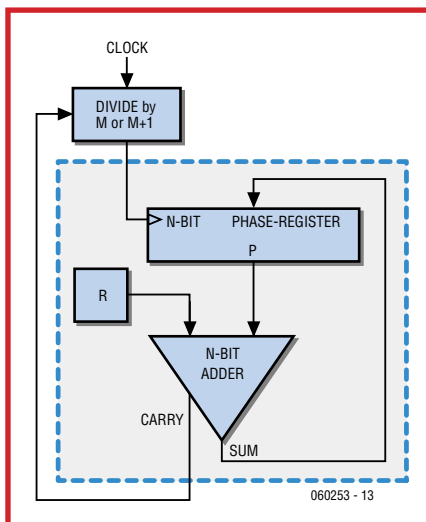 CLOCK
DIVIDE by
M or M+1
N-BIT PHASE-REGISTER
P
R
N-BIT
ADDER
CARRY
SUM
060253 - 13